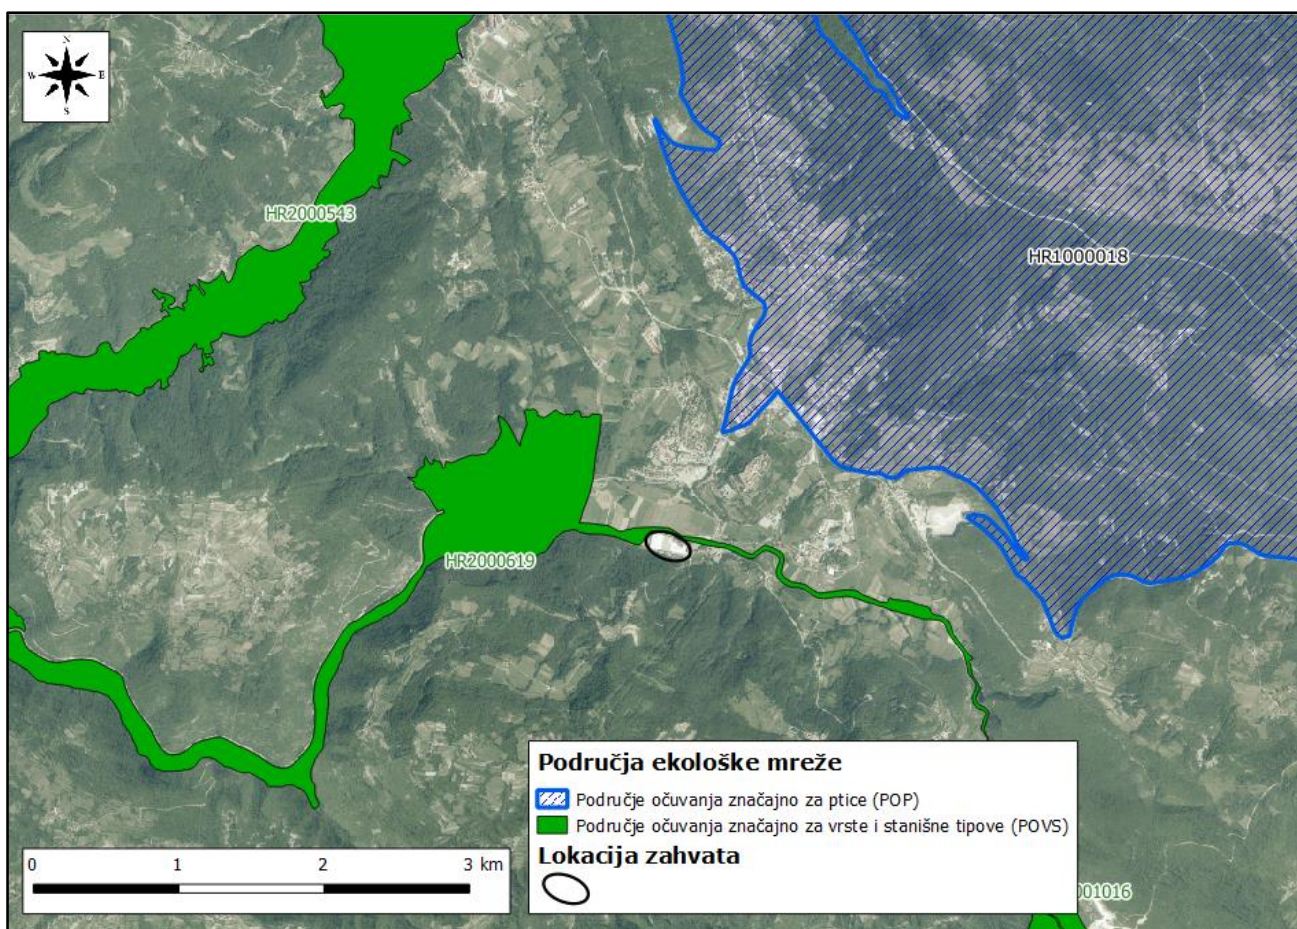 N
W E
S
HR2000543
HR1000018
HR2000619
Područja ekološke mreže
Područje očuvanja značajno za ptice (POP)
Područje očuvanja značajno za vrste i stanišne tipove (POVS)
Lokacija zahvata
0 1 2 3 km
001016